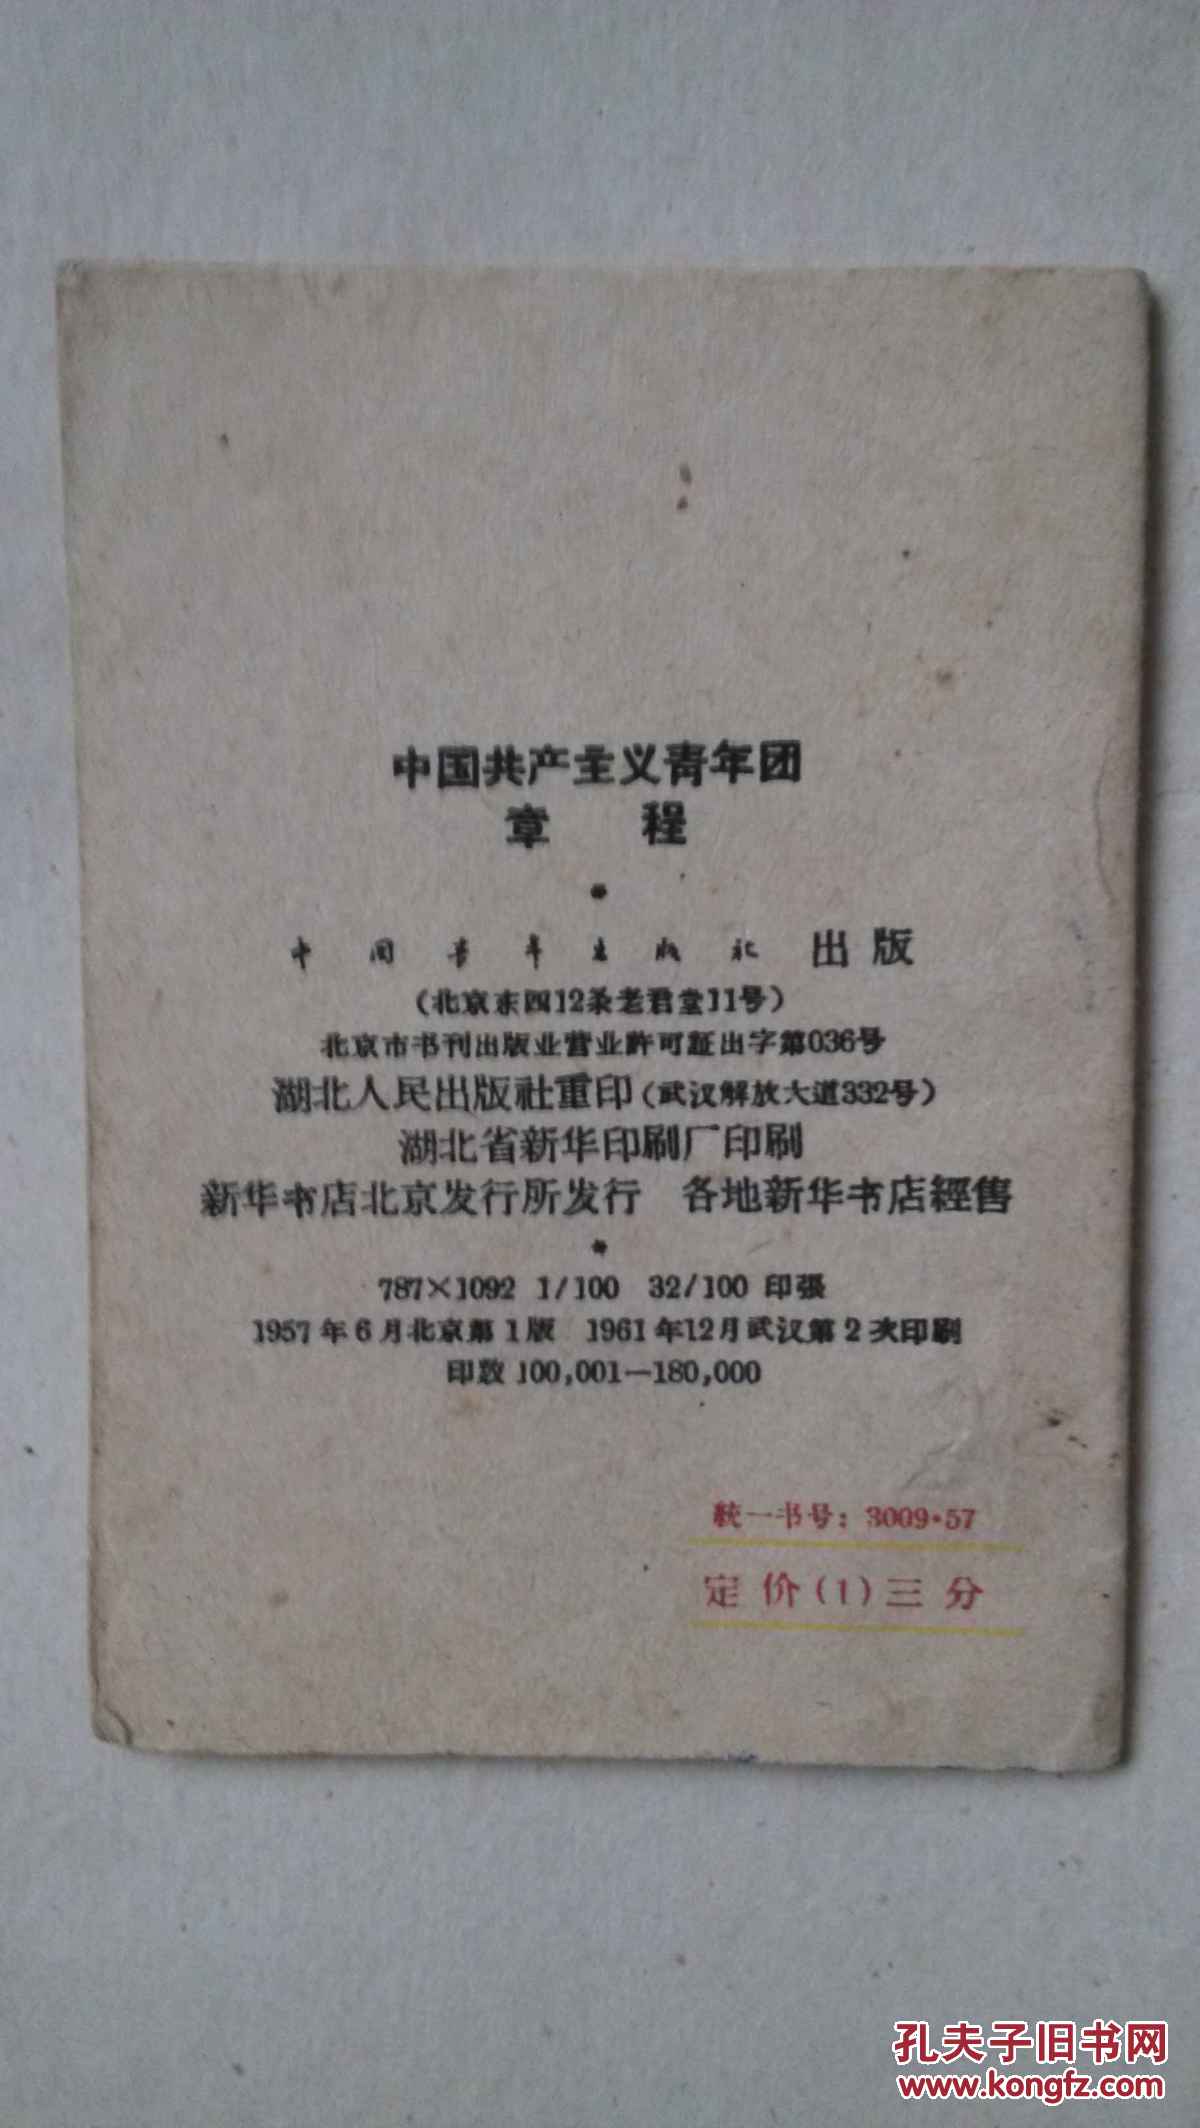 中国共产主义青年团
章 程
中国青年出版社 出版
(北京东四12条老君堂11号)
北京市书刊出版业营业許可証出字第036号
湖北人民出版社重印(武汉解放大道332号)
湖北省新华印刷厂印刷
新华书店北京发行所发行 各地新华书店經售
787×1092 1/100 32/100 印張
1957年6月北京第1版 1961年12月武汉第2次印刷
印数 100,001—180,000
統一书号: 3009·57
定 价(1)三 分
孔夫子旧书网
www.kongfz.com